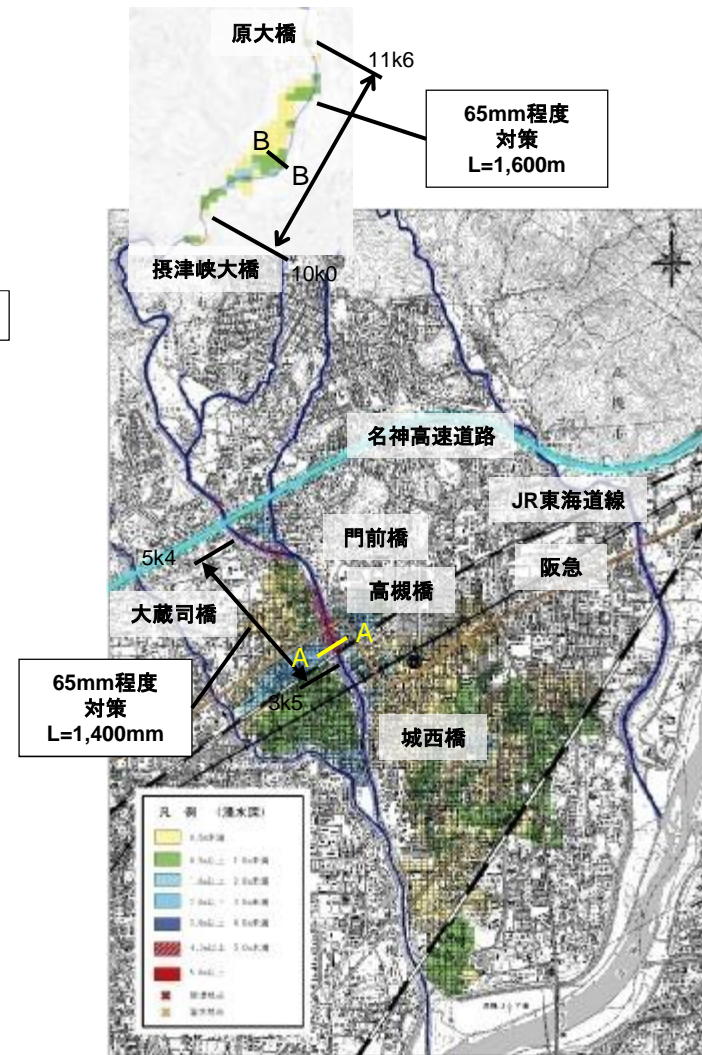 原大橋
11k6
65mm程度
対策
L=1,600m
B
B
摂津峡大橋
10k0
名神高速道路
JR東海道線
門前橋
阪急
5k4
高槻橋
大蔵司橋
A
A
65mm程度
対策
L=1,400mm
3k5
城西橋
凡 例 (浸水深)